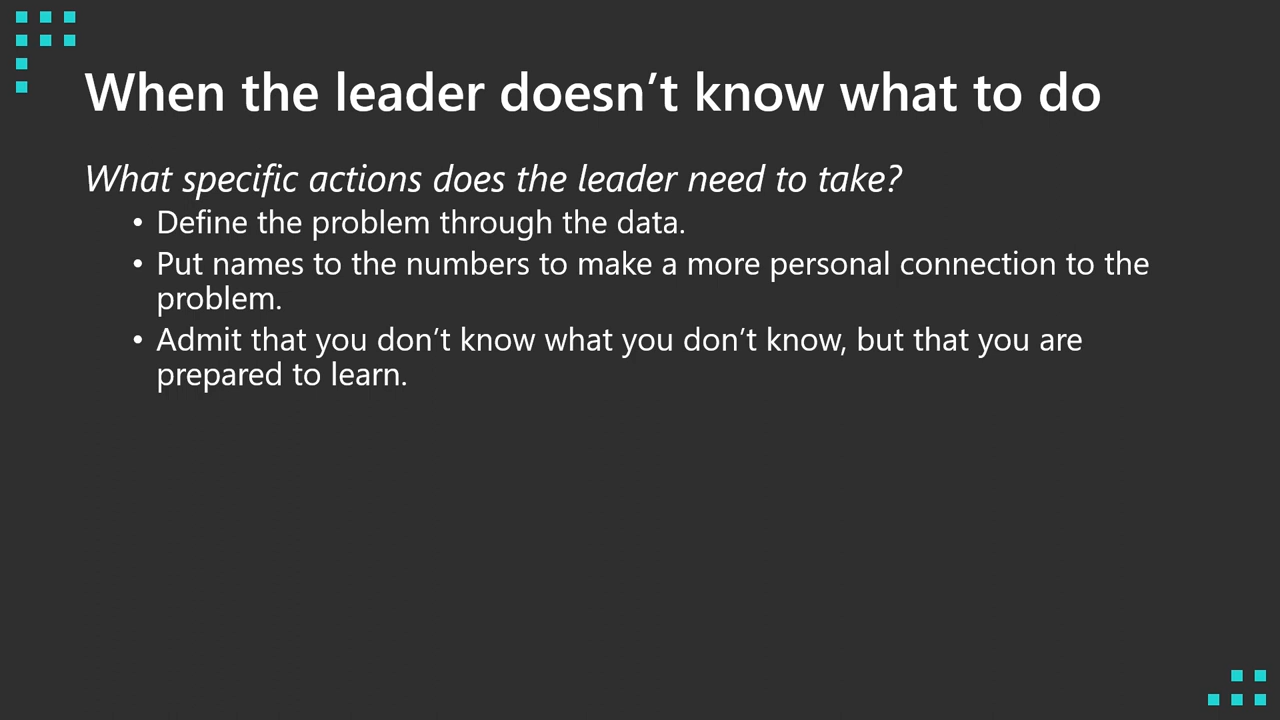 When the leader doesn’t know what to do
What specific actions does the leader need to take?
• Define the problem through the data.
• Put names to the numbers to make a more personal connection to the
problem.
• Admit that you don’t know what you don’t know, but that you are
prepared to learn.